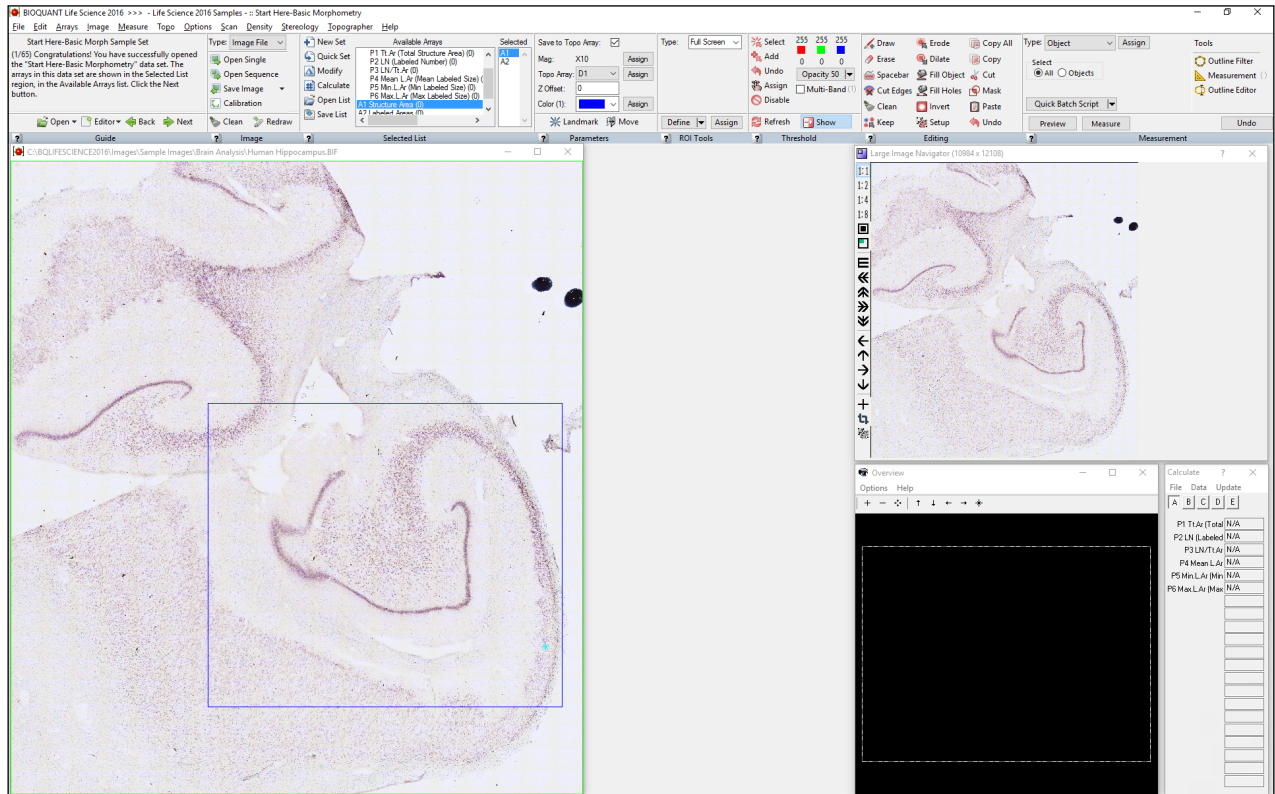 BIOQUANT Life Science 2016 >>> - Life Science 2016 Samples - :: Start Here-Basic Morphometry
File Edit Arrays Image Measure Topo Options Scan Density Stereology Topographer Help
Start Here-Basic Morph Sample Set
(1/65) Congratulations! You have successfully opened
the "Start Here-Basic Morphometry" data set. The
arrays in this data set are shown in the Selected List
region, in the Available Arrays list. Click the Next
button.
Open Editor Back Next
? Guide
Type: Image File
Open Single
Open Sequence
Save Image
Calibration
Clean Redraw
? Image
New Set
Quick Set
Modify
Calculate
Open List
Save List
Available Arrays
P1 Tt.Ar (Total Structure Area) (0)
P2 LN (Labeled Number) (0)
P3 LN/Tt.Ar (0)
P4 Mean L.Ar (Mean Labeled Size) (
P5 Min.L.Ar (Min Labeled Size) (0)
P6 Max.L.Ar (Max Labeled Size) (0)
A1 Structure Area (0)
A2 Labeled Areas (0)
Selected
A1
A2
? Selected List
Save to Topo Array:
Mag: X10 Assign
Topo Array: D1 Assign
Z Offset: 0
Color (1): Assign
Landmark Move
? Parameters
Type: Full Screen
Define Assign
? ROI Tools
Select 255 255 255
Add 0 0 0
Undo Opacity 50
Assign Multi-Band (1)
Disable
Refresh Show
? Threshold
Draw Erode Copy All
Erase Dilate Copy
Spacebar Fill Object Cut
Cut Edges Fill Holes Mask
Clean Invert Paste
Keep Setup Undo
? Editing
Type: Object Assign
Select
All Objects
Quick Batch Script
Preview Measure
Tools
Outline Filter
Measurement ()
Outline Editor
Undo
? Measurement
C:\BQLIFESCIENCE2016\Images\Sample Images\Brain Analysis\Human Hippocampus.BIF
Large Image Navigator (10984 x 12108) ?
1:1
1:2
1:4
1:8
Overview
Options Help
Calculate ?
File Data Update
A B C D E
P1 Tt.Ar (Total N/A
P2 LN (Labeled N/A
P3 LN/Tt.Ar N/A
P4 Mean L.Ar N/A
P5 Min.L.Ar (Min N/A
P6 Max.L.Ar (Max N/A